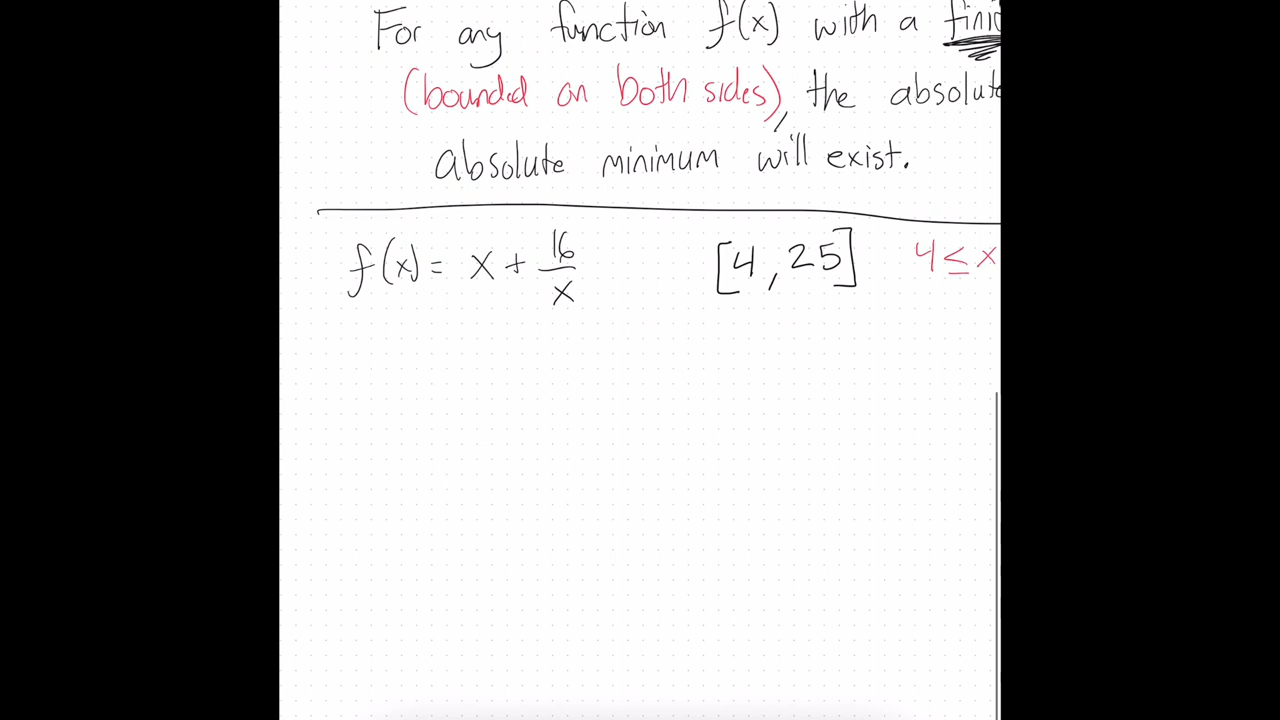 For any function f(x) with a
(bounded on both sides), the
absolute minimum will exist.
f(x) = x + 16/x [4, 25] 4 ≤ x